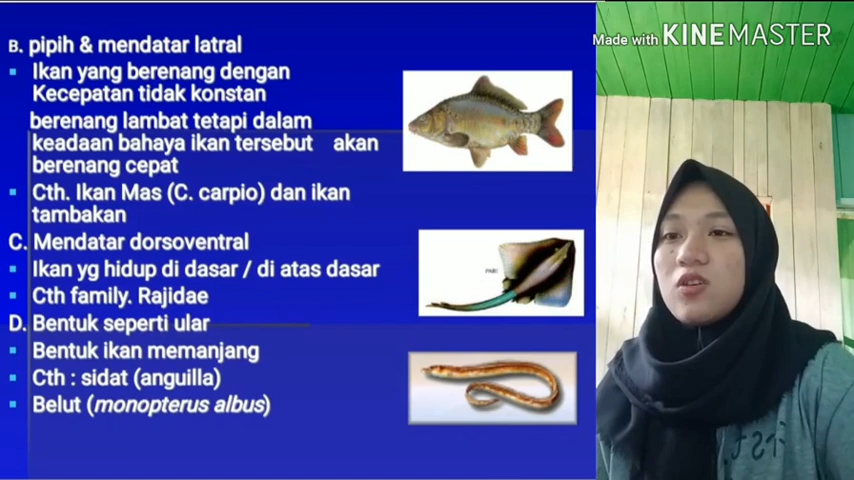 B. pipih & mendatar latral
Ikan yang berenang dengan
Kecepatan tidak konstan
berenang lambat tetapi dalam
keadaan bahaya ikan tersebut akan
berenang cepat
Cth. Ikan Mas (C. carpio) dan ikan
tambakan
C. Mendatar dorsoventral
Ikan yg hidup di dasar / di atas dasar
Cth family. Rajidae
D. Bentuk seperti ular
Bentuk ikan memanjang
Cth : sidat (anguilla)
Belut (monopterus albus)
PARI
Made with KINEMASTER